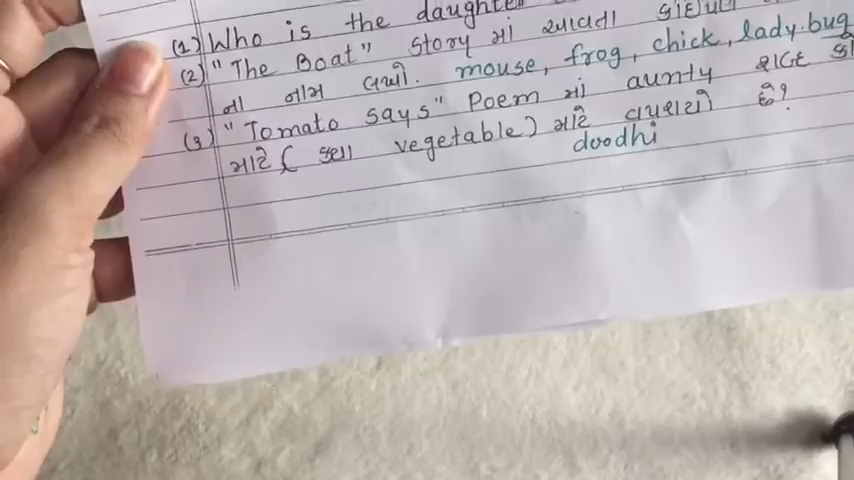 (1) Who is the daughter
(2) "The Boat" story માં આવતા
ના નામ લખો. mouse, frog, chick, lady.bug
(3) "Tomato says" Poem માં aunty શબ્દ કો
માટે ( કયા vegetable) માટે વપરાયો છે?
doodhi